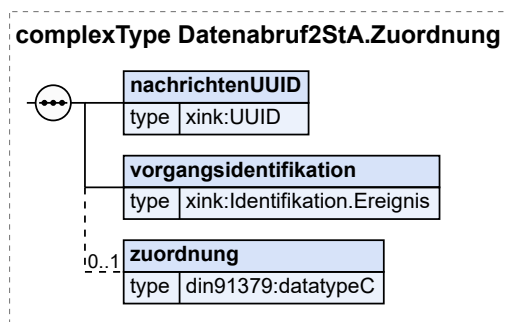 complexType Datenabruf2StA.Zuordnung
nachrichtenUUID
type xink:UUID
vorgangsidentifikation
type xink:Identifikation.Ereignis
0..1
zuordnung
type din91379:datatypeC